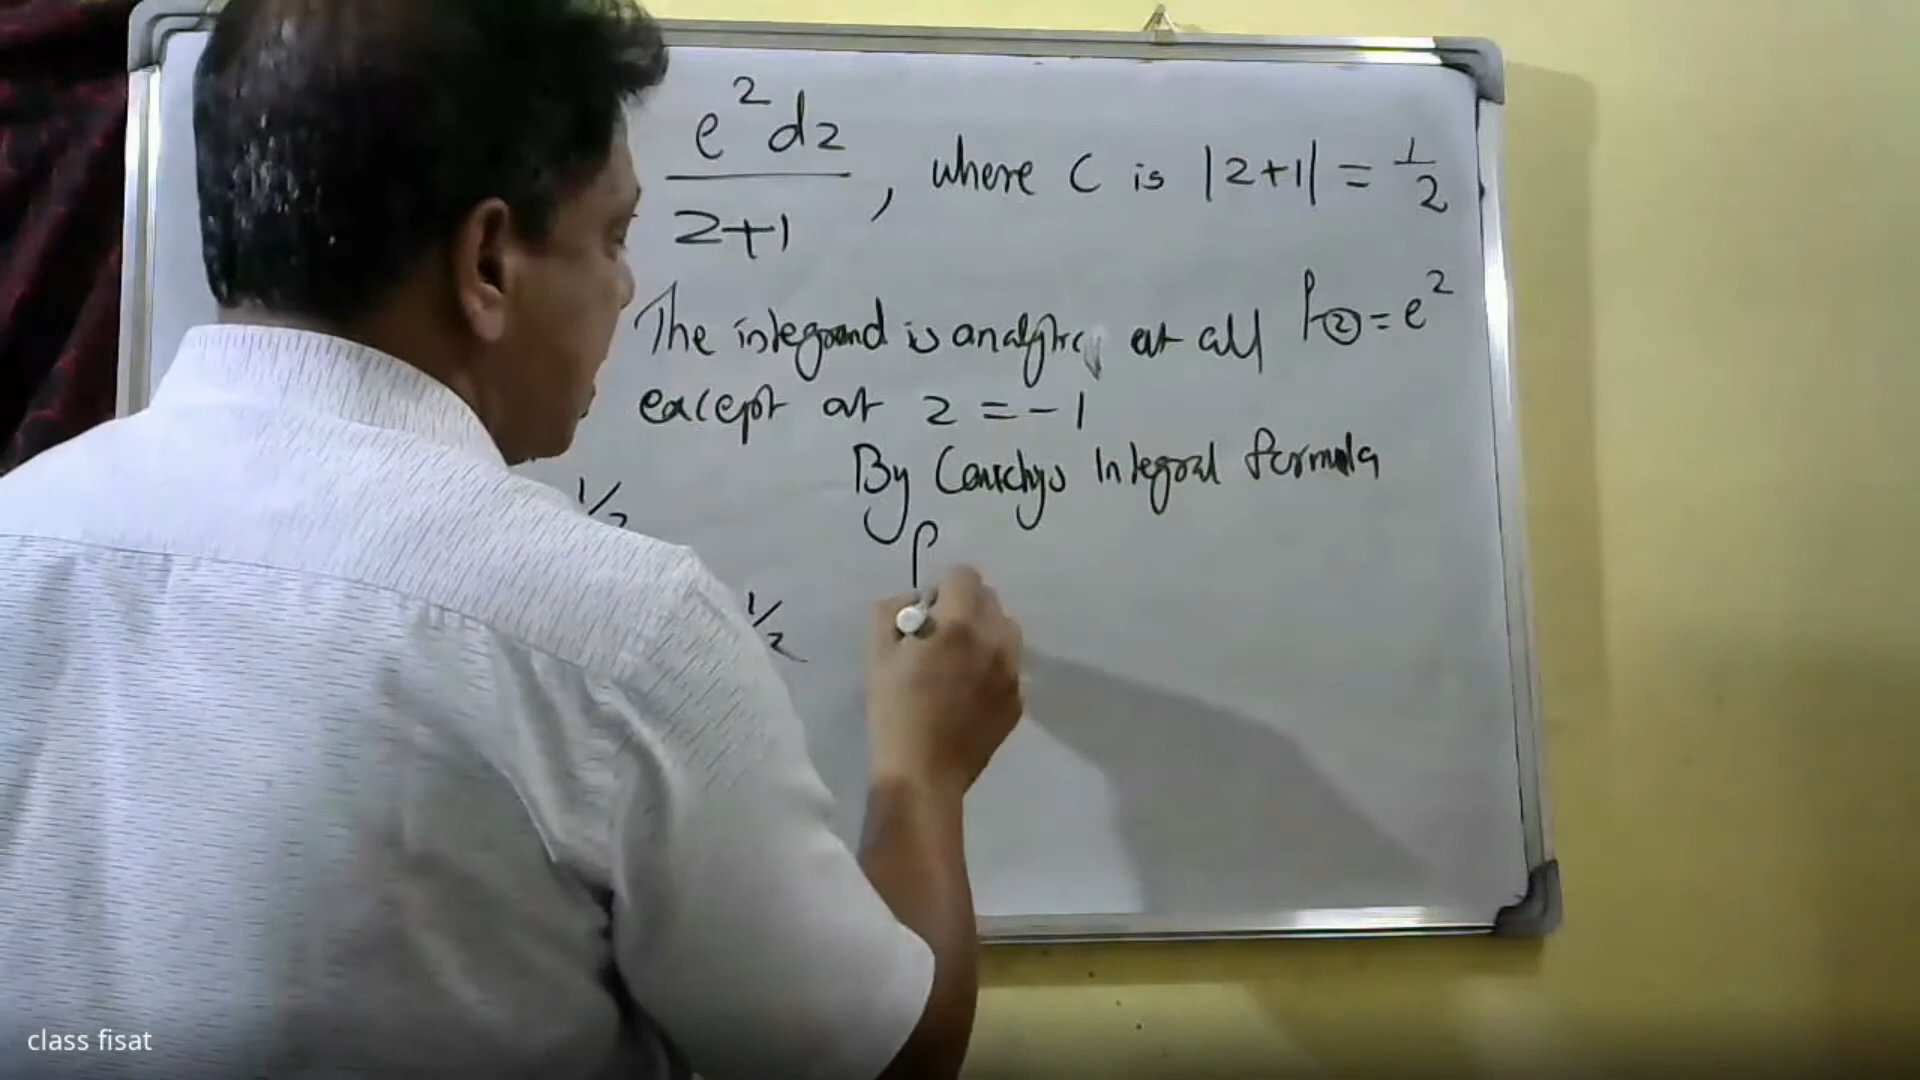 e^z dz
z+1
, where C is |z+1| = 1/2
The integrand is analytic at all f(z) = e^z
except at z = -1
By Cauchys Integral formula
1/2
∫
1/2
class fisat